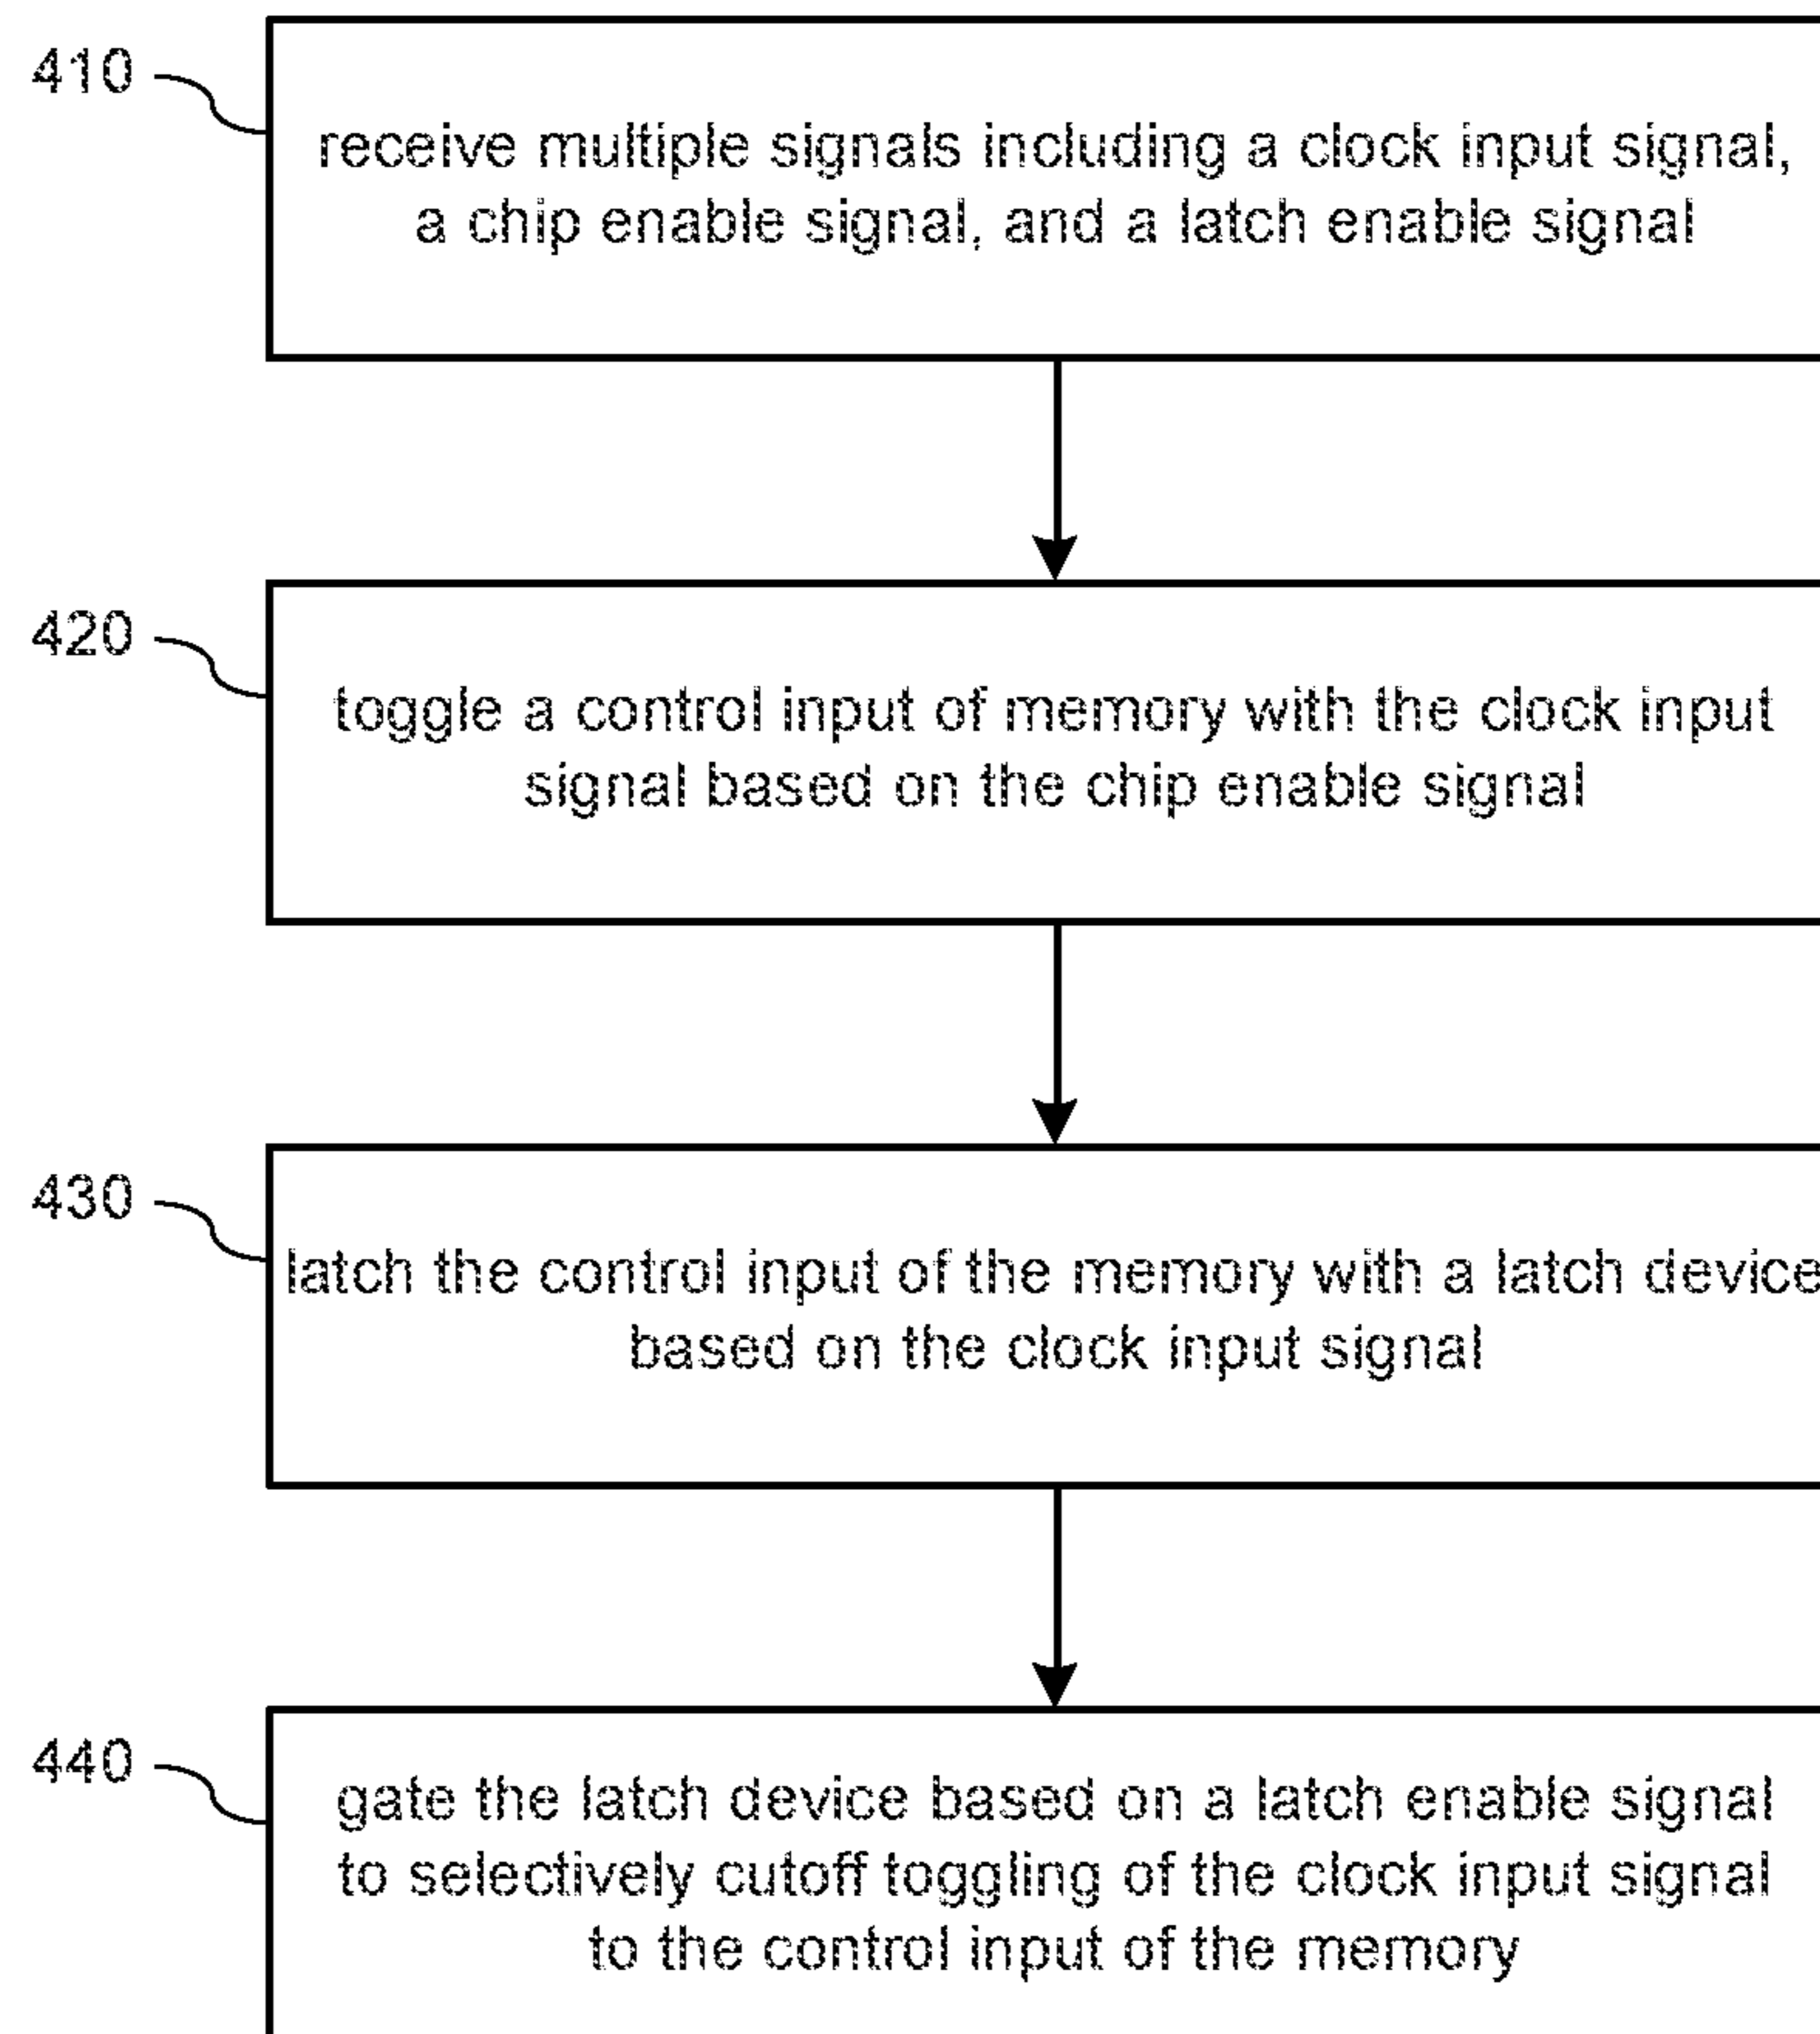 410
receive multiple signals including a clock input signal,
a chip enable signal, and a latch enable signal
420
toggle a control input of memory with the clock input
signal based on the chip enable signal
430
latch the control input of the memory with a latch device
based on the clock input signal
440
gate the latch device based on a latch enable signal
to selectively cutoff toggling of the clock input signal
to the control input of the memory